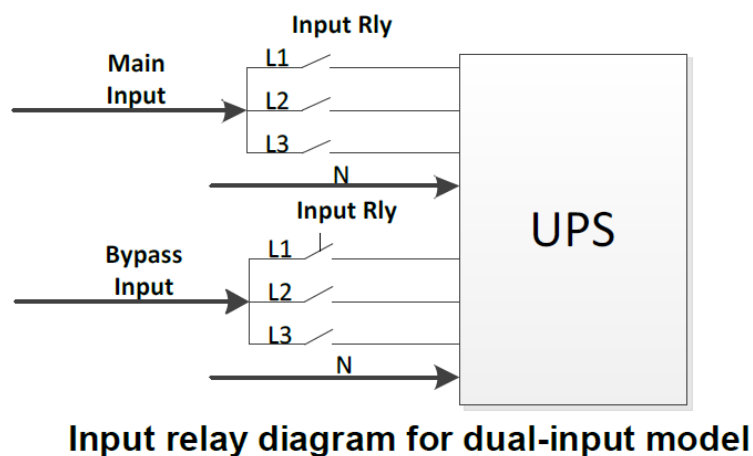 Input Rly
Main
Input
L1
L2
L3
N
Input Rly
Bypass
Input
L1
L2
L3
N
UPS
Input relay diagram for dual-input model